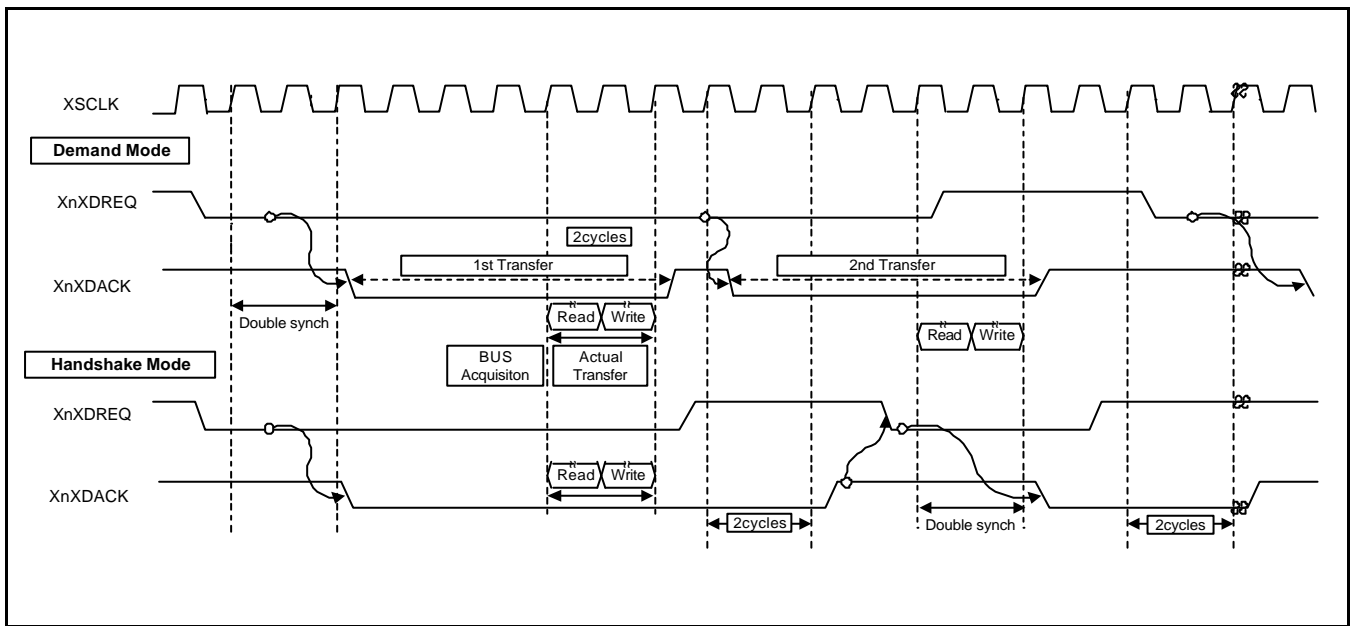 XSCLK
Demand Mode
XnXDREQ
2cycles
1st Transfer
2nd Transfer
XnXDACK
Double synch
Read Write
Read Write
Handshake Mode
BUS
Acquisiton
Actual
Transfer
XnXDREQ
Read Write
XnXDACK
2cycles
Double synch
2cycles